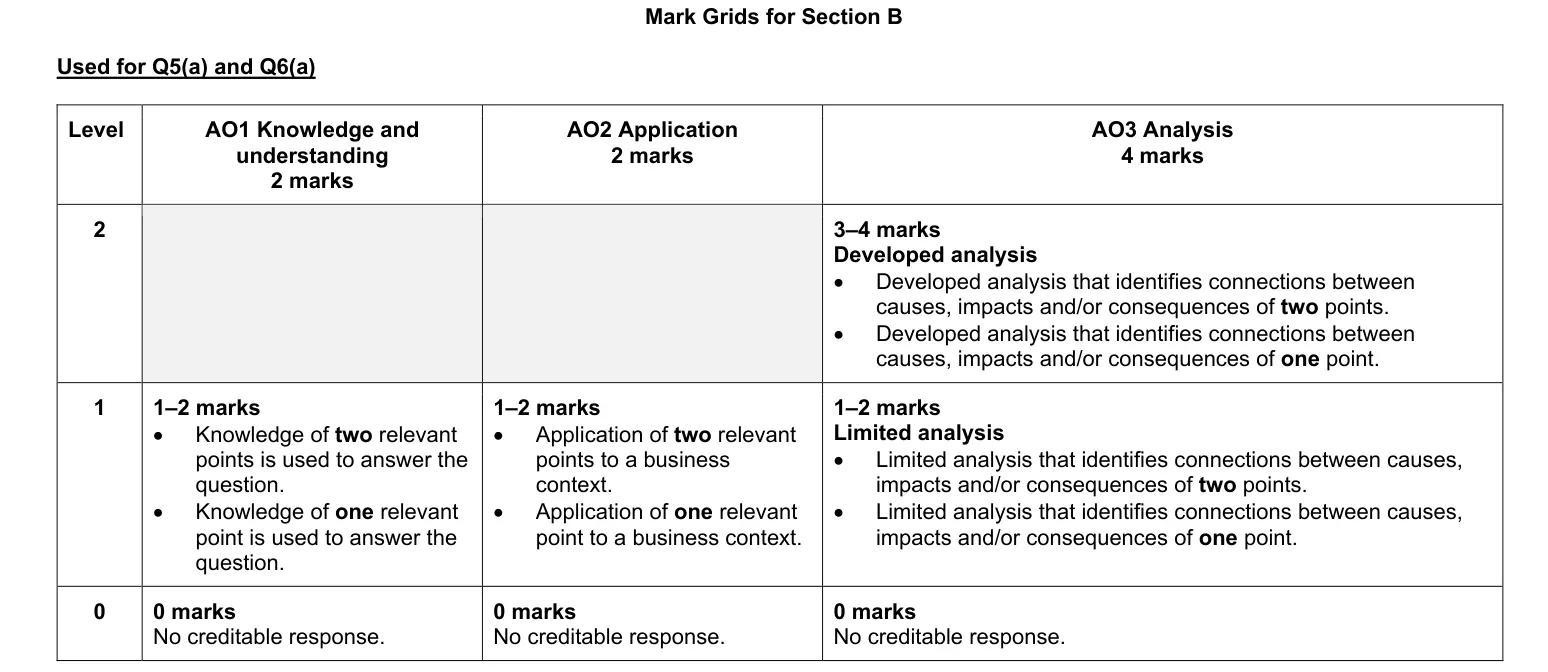 Mark Grids for Section B
Used for Q5(a) and Q6(a)
Level
AO1 Knowledge and
understanding
2 marks
AO2 Application
2 marks
AO3 Analysis
4 marks
2
3–4 marks
Developed analysis
• Developed analysis that identifies connections between
causes, impacts and/or consequences of two points.
• Developed analysis that identifies connections between
causes, impacts and/or consequences of one point.
1
1–2 marks
• Knowledge of two relevant
points is used to answer the
question.
• Knowledge of one relevant
point is used to answer the
question.
1–2 marks
• Application of two relevant
points to a business
context.
• Application of one relevant
point to a business context.
1–2 marks
Limited analysis
• Limited analysis that identifies connections between causes,
impacts and/or consequences of two points.
• Limited analysis that identifies connections between causes,
impacts and/or consequences of one point.
0
0 marks
No creditable response.
0 marks
No creditable response.
0 marks
No creditable response.